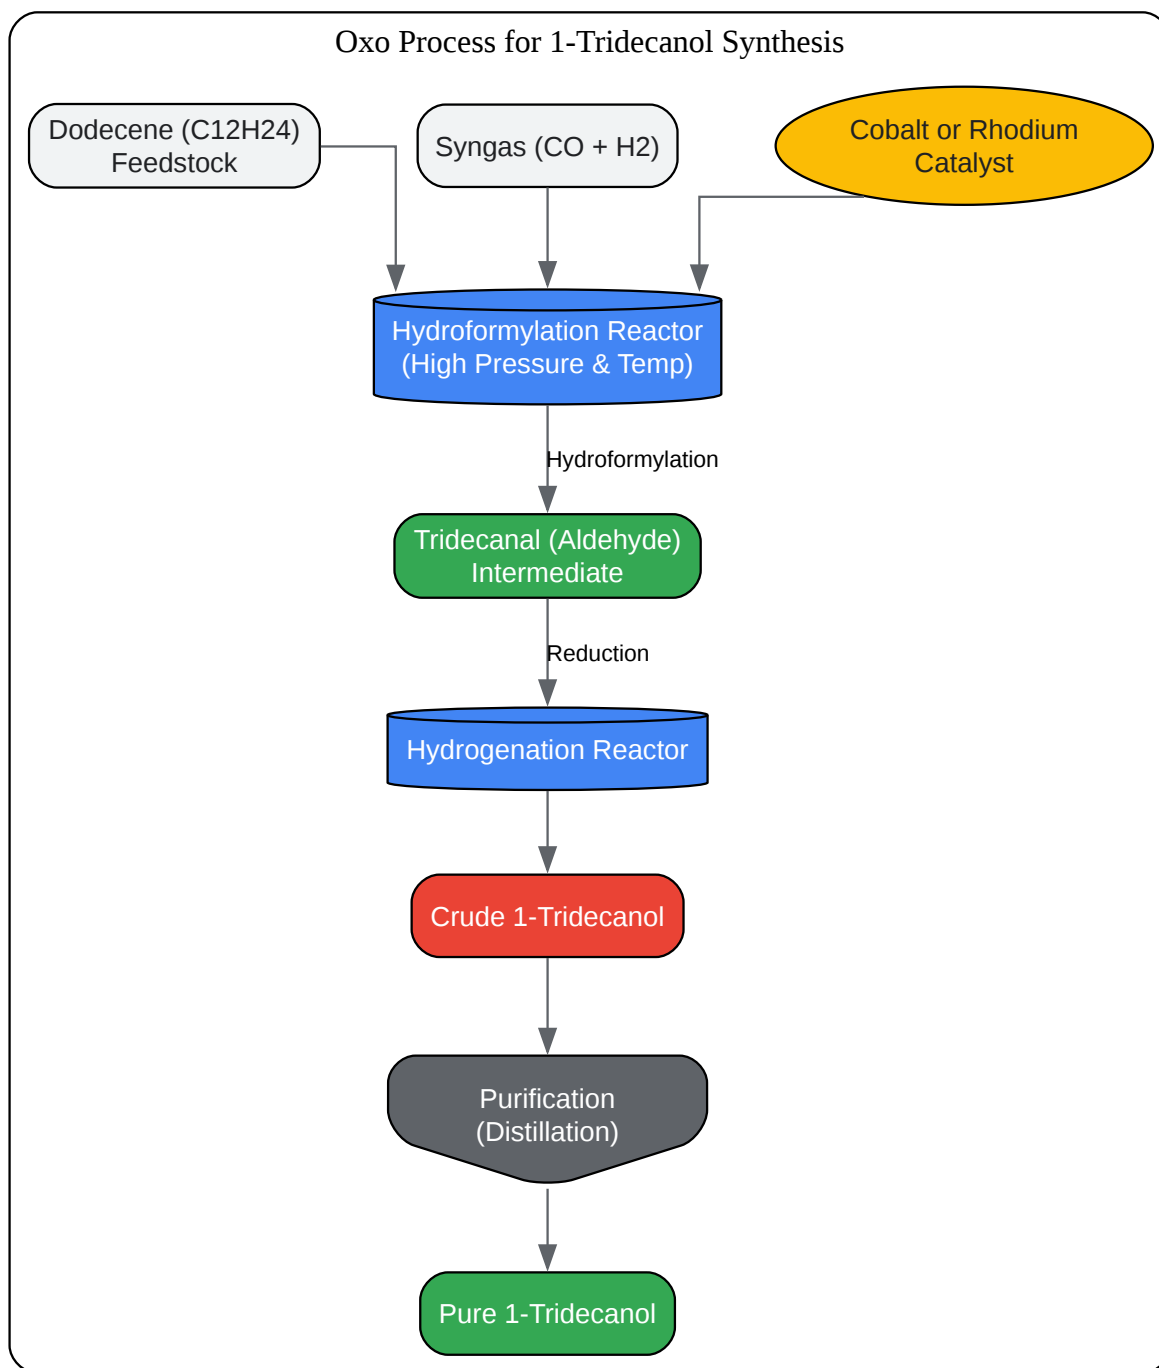 Oxo Process for 1-Tridecanol Synthesis
Dodecene (C12H24)
Feedstock
Syngas (CO + H2)
Cobalt or Rhodium
Catalyst
Hydroformylation Reactor
(High Pressure & Temp)
Hydroformylation
Tridecanal (Aldehyde)
Intermediate
Reduction
Hydrogenation Reactor
Crude 1-Tridecanol
Purification
(Distillation)
Pure 1-Tridecanol